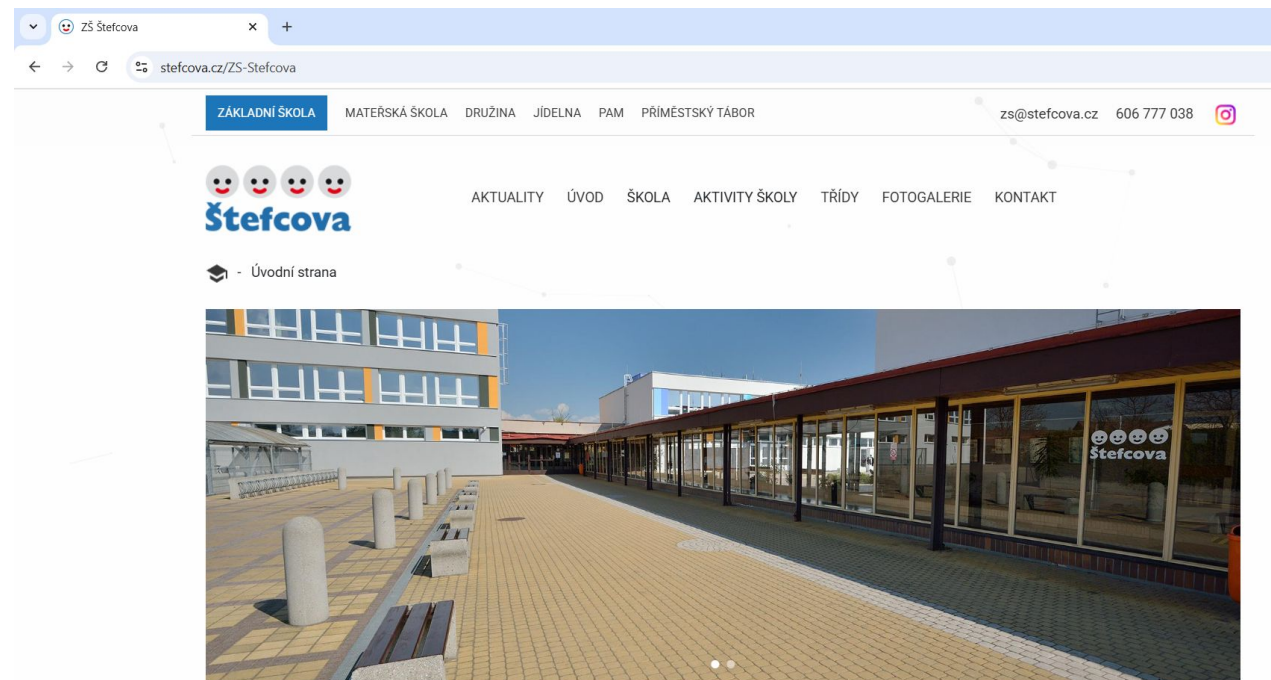 ZŠ Štefcova
stefcova.cz/ZS-Stefcova
ZÁKLADNÍ ŠKOLA MATEŘSKÁ ŠKOLA DRUŽINA JÍDELNA PAM PŘÍMĚSTSKÝ TÁBOR zs@stefcova.cz 606 777 038
Štefcova
AKTUALITY ÚVOD ŠKOLA AKTIVITY ŠKOLY TŘÍDY FOTOGALERIE KONTAKT
- Úvodní strana
Štefcova